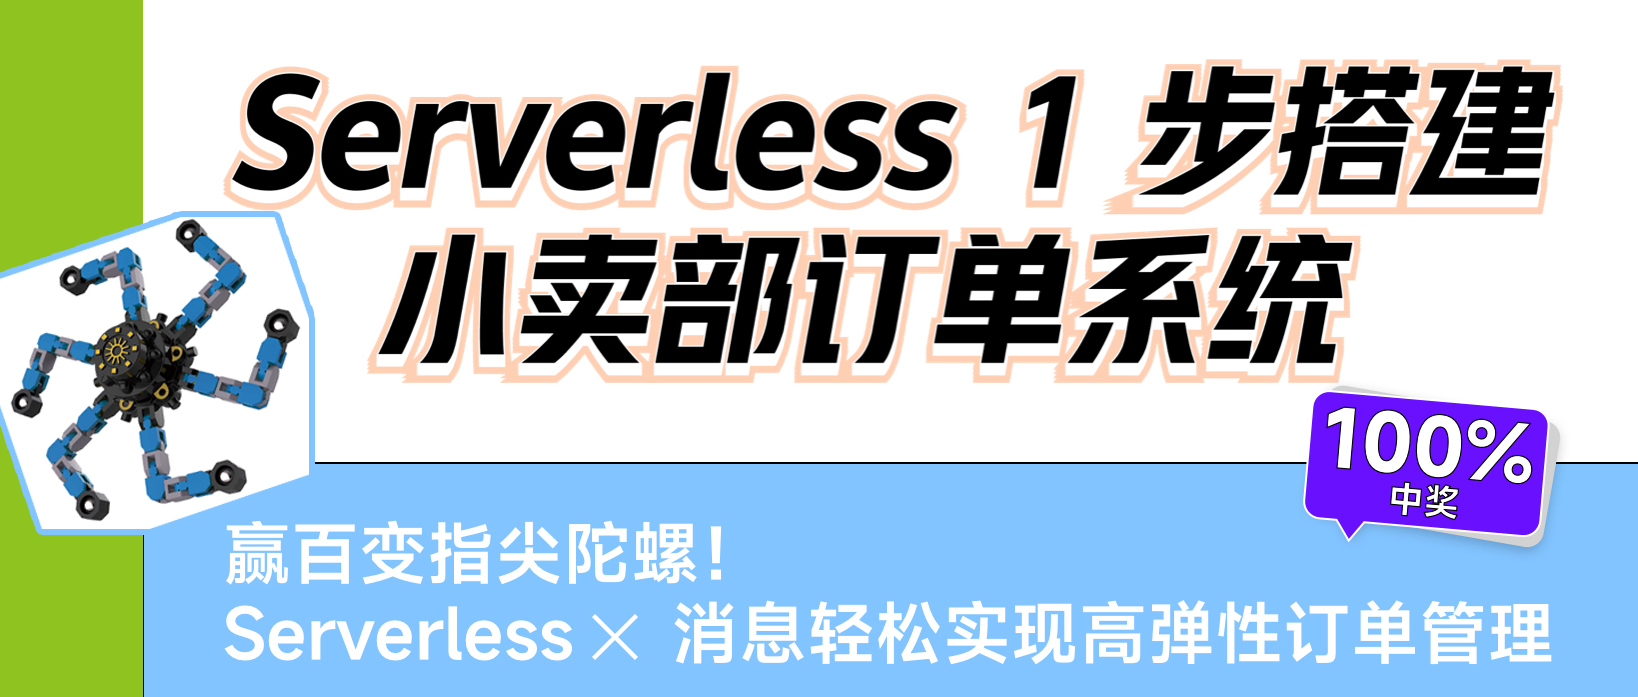 Serverless 1 步搭建
小卖部订单系统
100%
中奖
赢百变指尖陀螺！
Serverless × 消息轻松实现高弹性订单管理